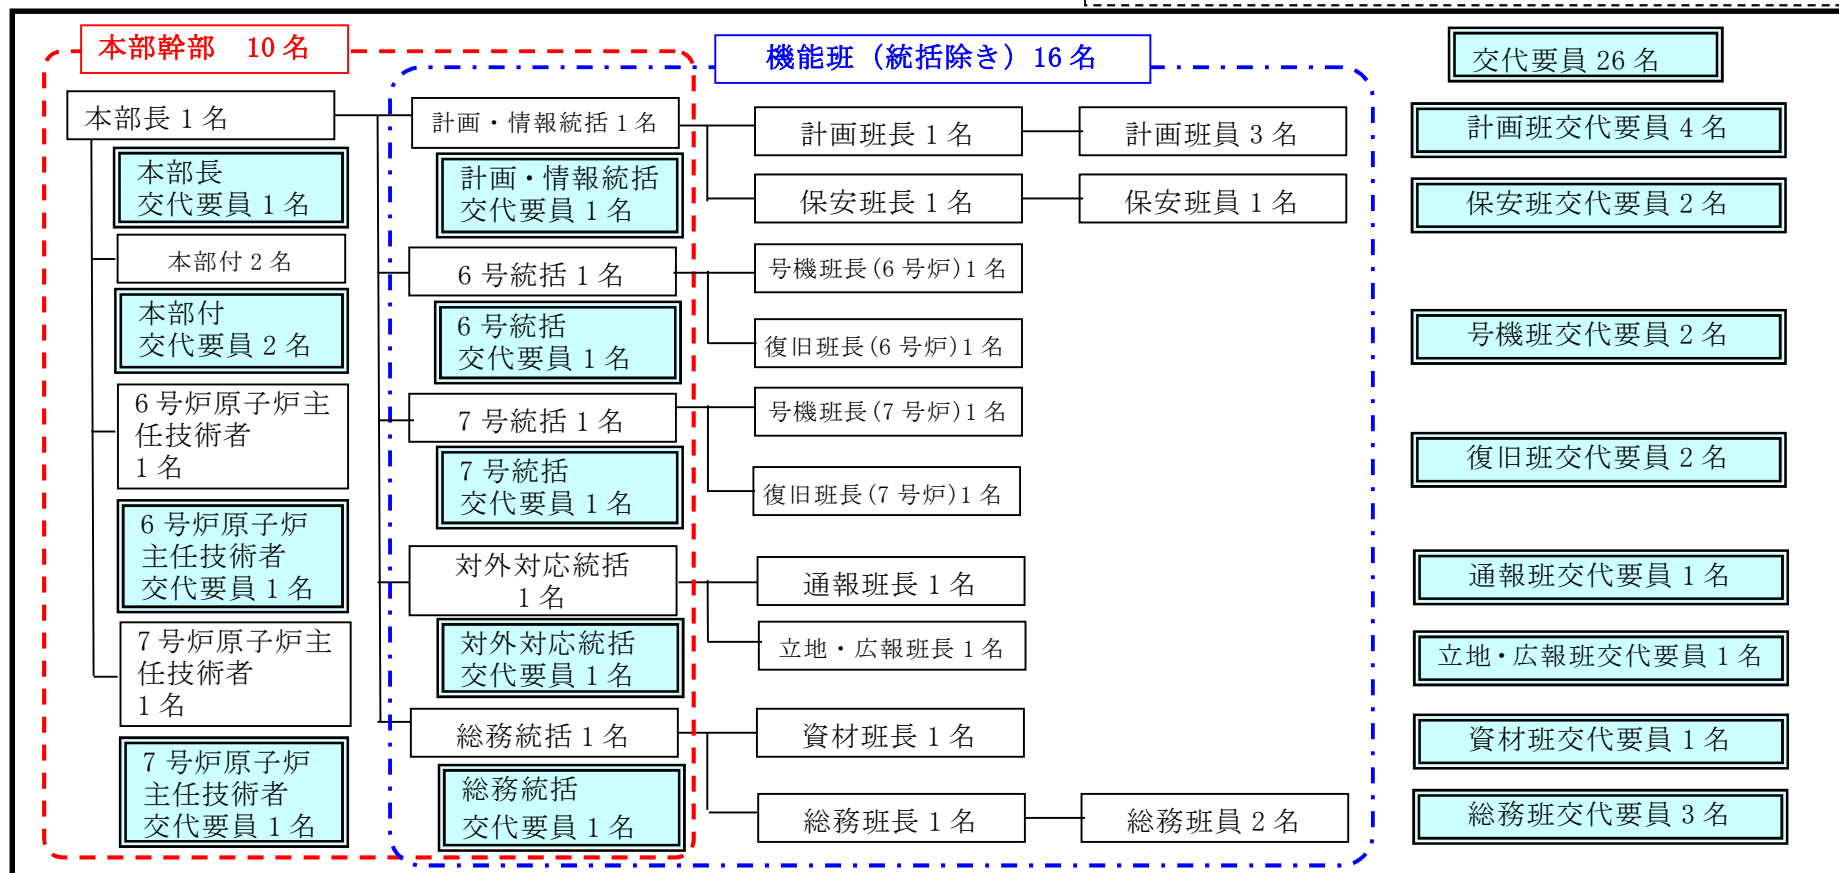 本部幹部　10名
機能班（統括除き）16名
交代要員26名
本部長1名
本部長
交代要員1名
本部付2名
本部付
交代要員2名
6号炉原子炉主
任技術者
1名
6号炉原子炉
主任技術者
交代要員1名
7号炉原子炉主
任技術者
1名
7号炉原子炉
主任技術者
交代要員1名
計画・情報統括1名
計画・情報統括
交代要員1名
6号統括1名
6号統括
交代要員1名
7号統括1名
7号統括
交代要員1名
対外対応統括
1名
対外対応統括
交代要員1名
総務統括1名
総務統括
交代要員1名
計画班長1名
計画班員3名
保安班長1名
保安班員1名
号機班長(6号炉)1名
復旧班長(6号炉)1名
号機班長(7号炉)1名
復旧班長(7号炉)1名
通報班長1名
立地・広報班長1名
資材班長1名
総務班長1名
総務班員2名
計画班交代要員4名
保安班交代要員2名
号機班交代要員2名
復旧班交代要員2名
通報班交代要員1名
立地・広報班交代要員1名
資材班交代要員1名
総務班交代要員3名